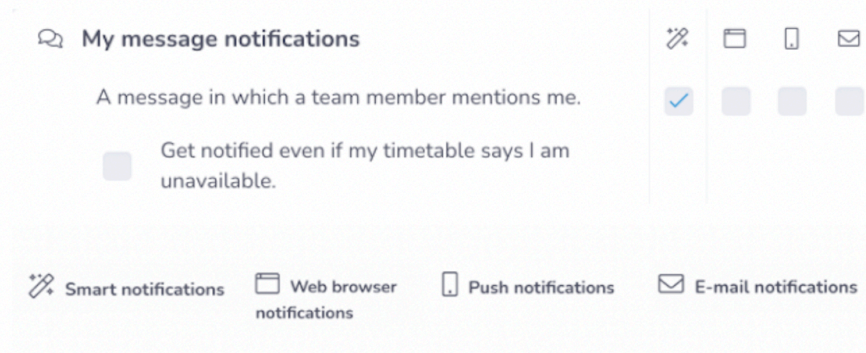 My message notifications
A message in which a team member mentions me.
Get notified even if my timetable says I am
unavailable.
Smart notifications
Web browser
notifications
Push notifications
E-mail notifications